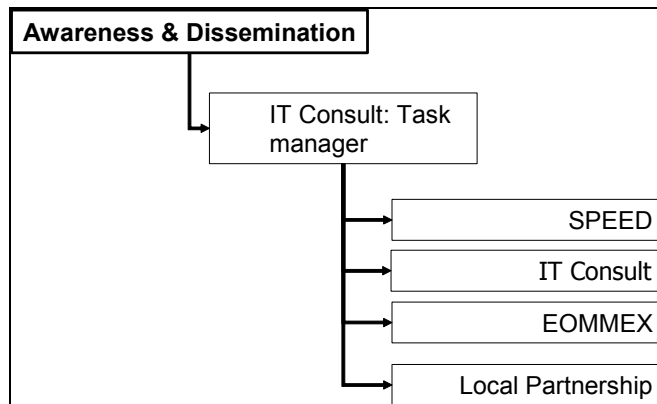 Awareness & Dissemination
IT Consult: Task
manager
SPEED
IT Consult
EOMMEX
Local Partnership